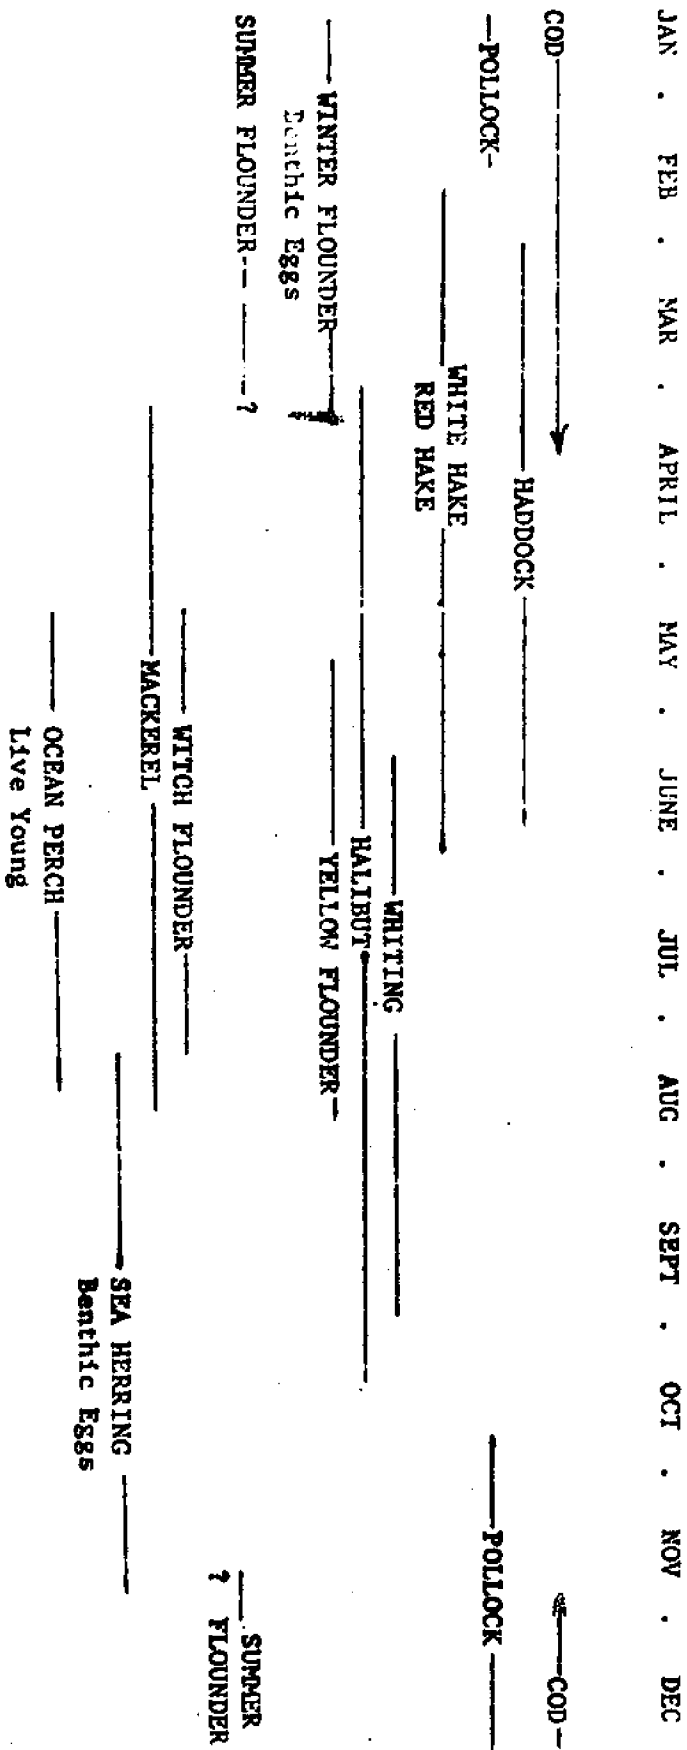 JAN . FEB . MAR . APRIL . MAY . JUNE . JUL . AUG . SEPT . OCT . NOV . DEC
COD
COD
HADDOCK
POLLOCK
POLLOCK
WHITE HAKE
RED HAKE
WHITING
HALIBUT
WINTER FLOUNDER
YELLOW FLOUNDER
Benthic Eggs
SUMMER FLOUNDER
?
SUMMER
? FLOUNDER
WITCH FLOUNDER
MACKEREL
SEA HERRING
Benthic Eggs
OCEAN PERCH
Live Young